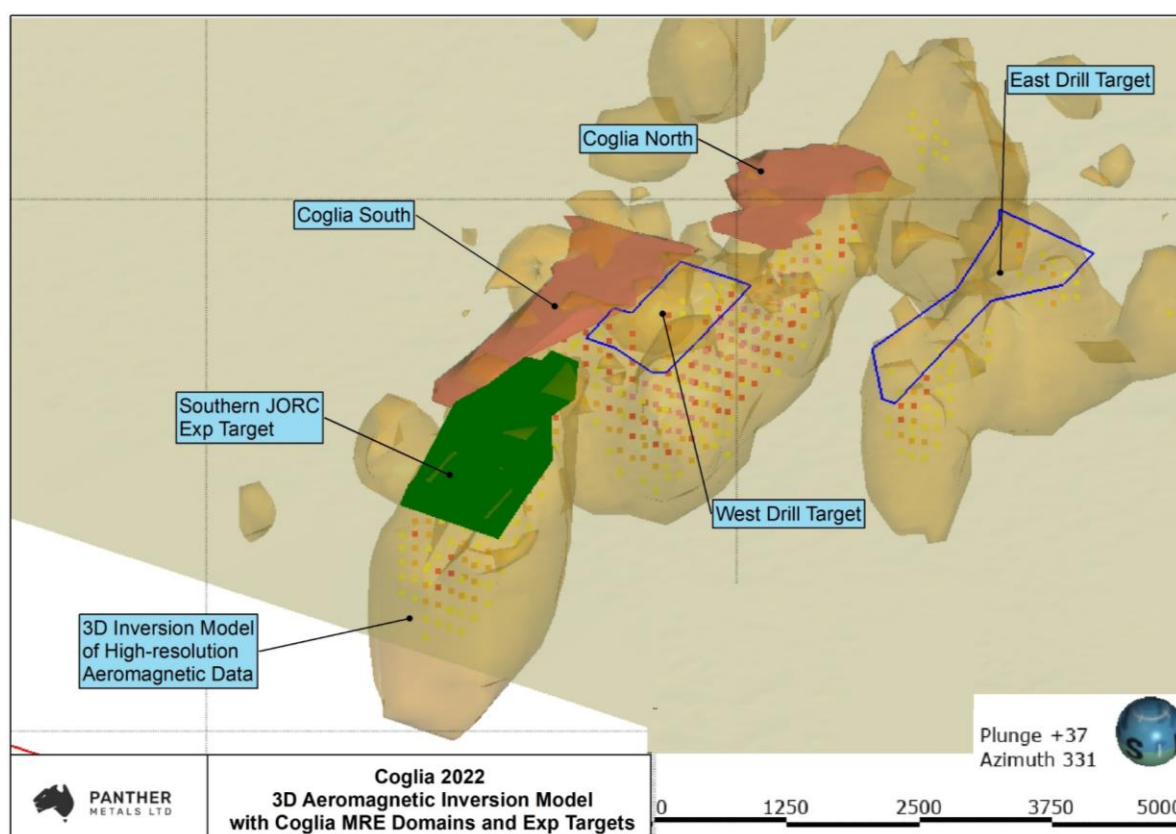 East Drill Target
Coglia North
Coglia South
Southern JORC
Exp Target
West Drill Target
3D Inversion Model
of High-resolution
Aeromagnetic Data
Plunge +37
Azimuth 331
S
PANTHER
METALS LTD
Coglia 2022
3D Aeromagnetic Inversion Model
with Coglia MRE Domains and Exp Targets
0 1250 2500 3750 5000